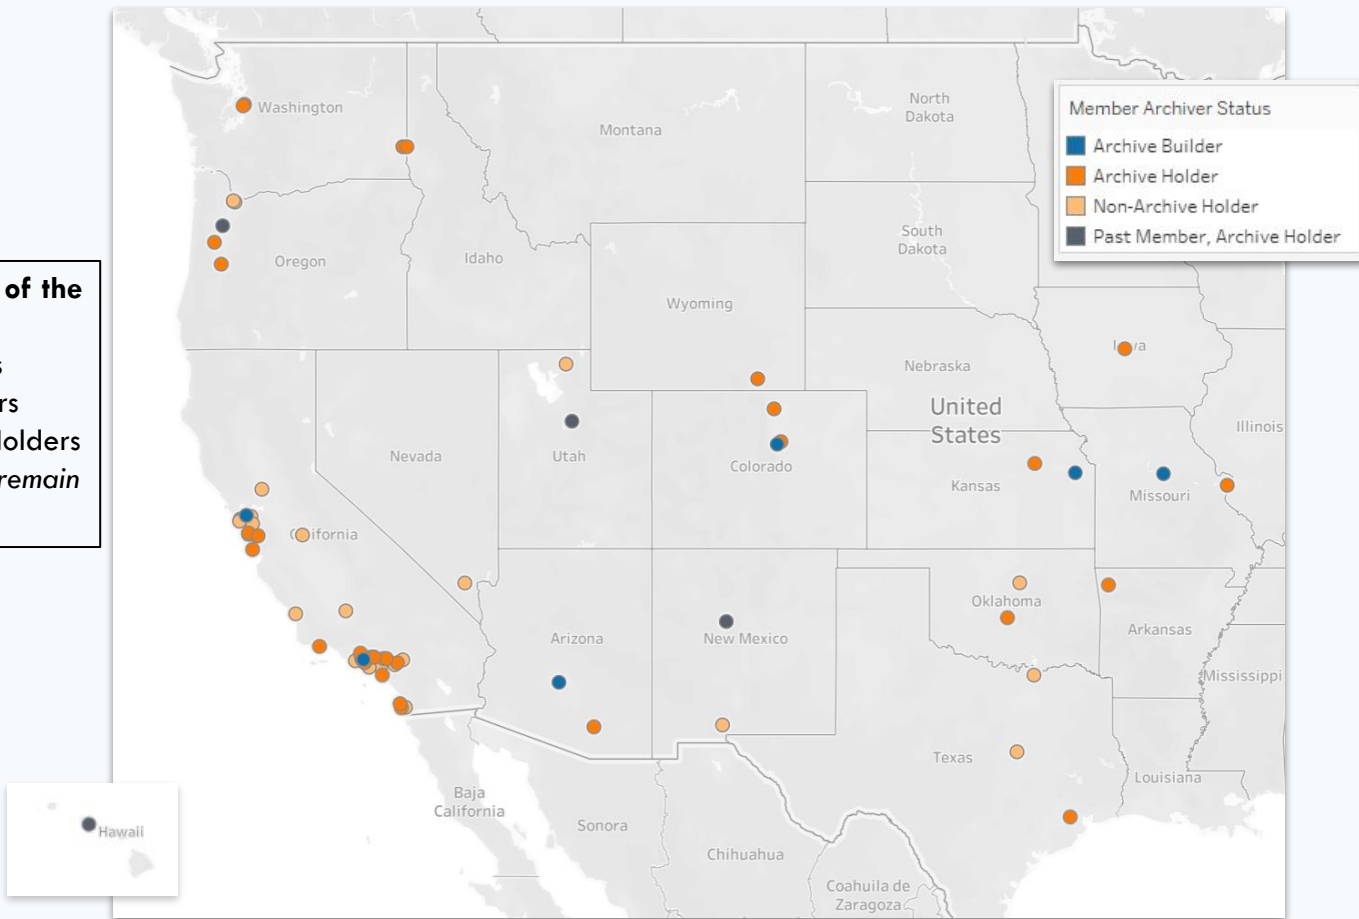 Washington
Montana
North
Dakota
Member Archiver Status
Archive Builder
Archive Holder
Non-Archive Holder
Past Member, Archive Holder
South
Dakota
Oregon
Idaho
of the
Wyoming
s
rs
Holders
remain
Nebraska
United
States
Illinois
Nevada
Utah
Colorado
Kansas
Missouri
Oklahoma
Arkansas
Arizona
New Mexico
Mississippi
Texas
Louisiana
Baja
California
Sonora
Hawaii
Chihuahua
Coahuila de
Zaragoza